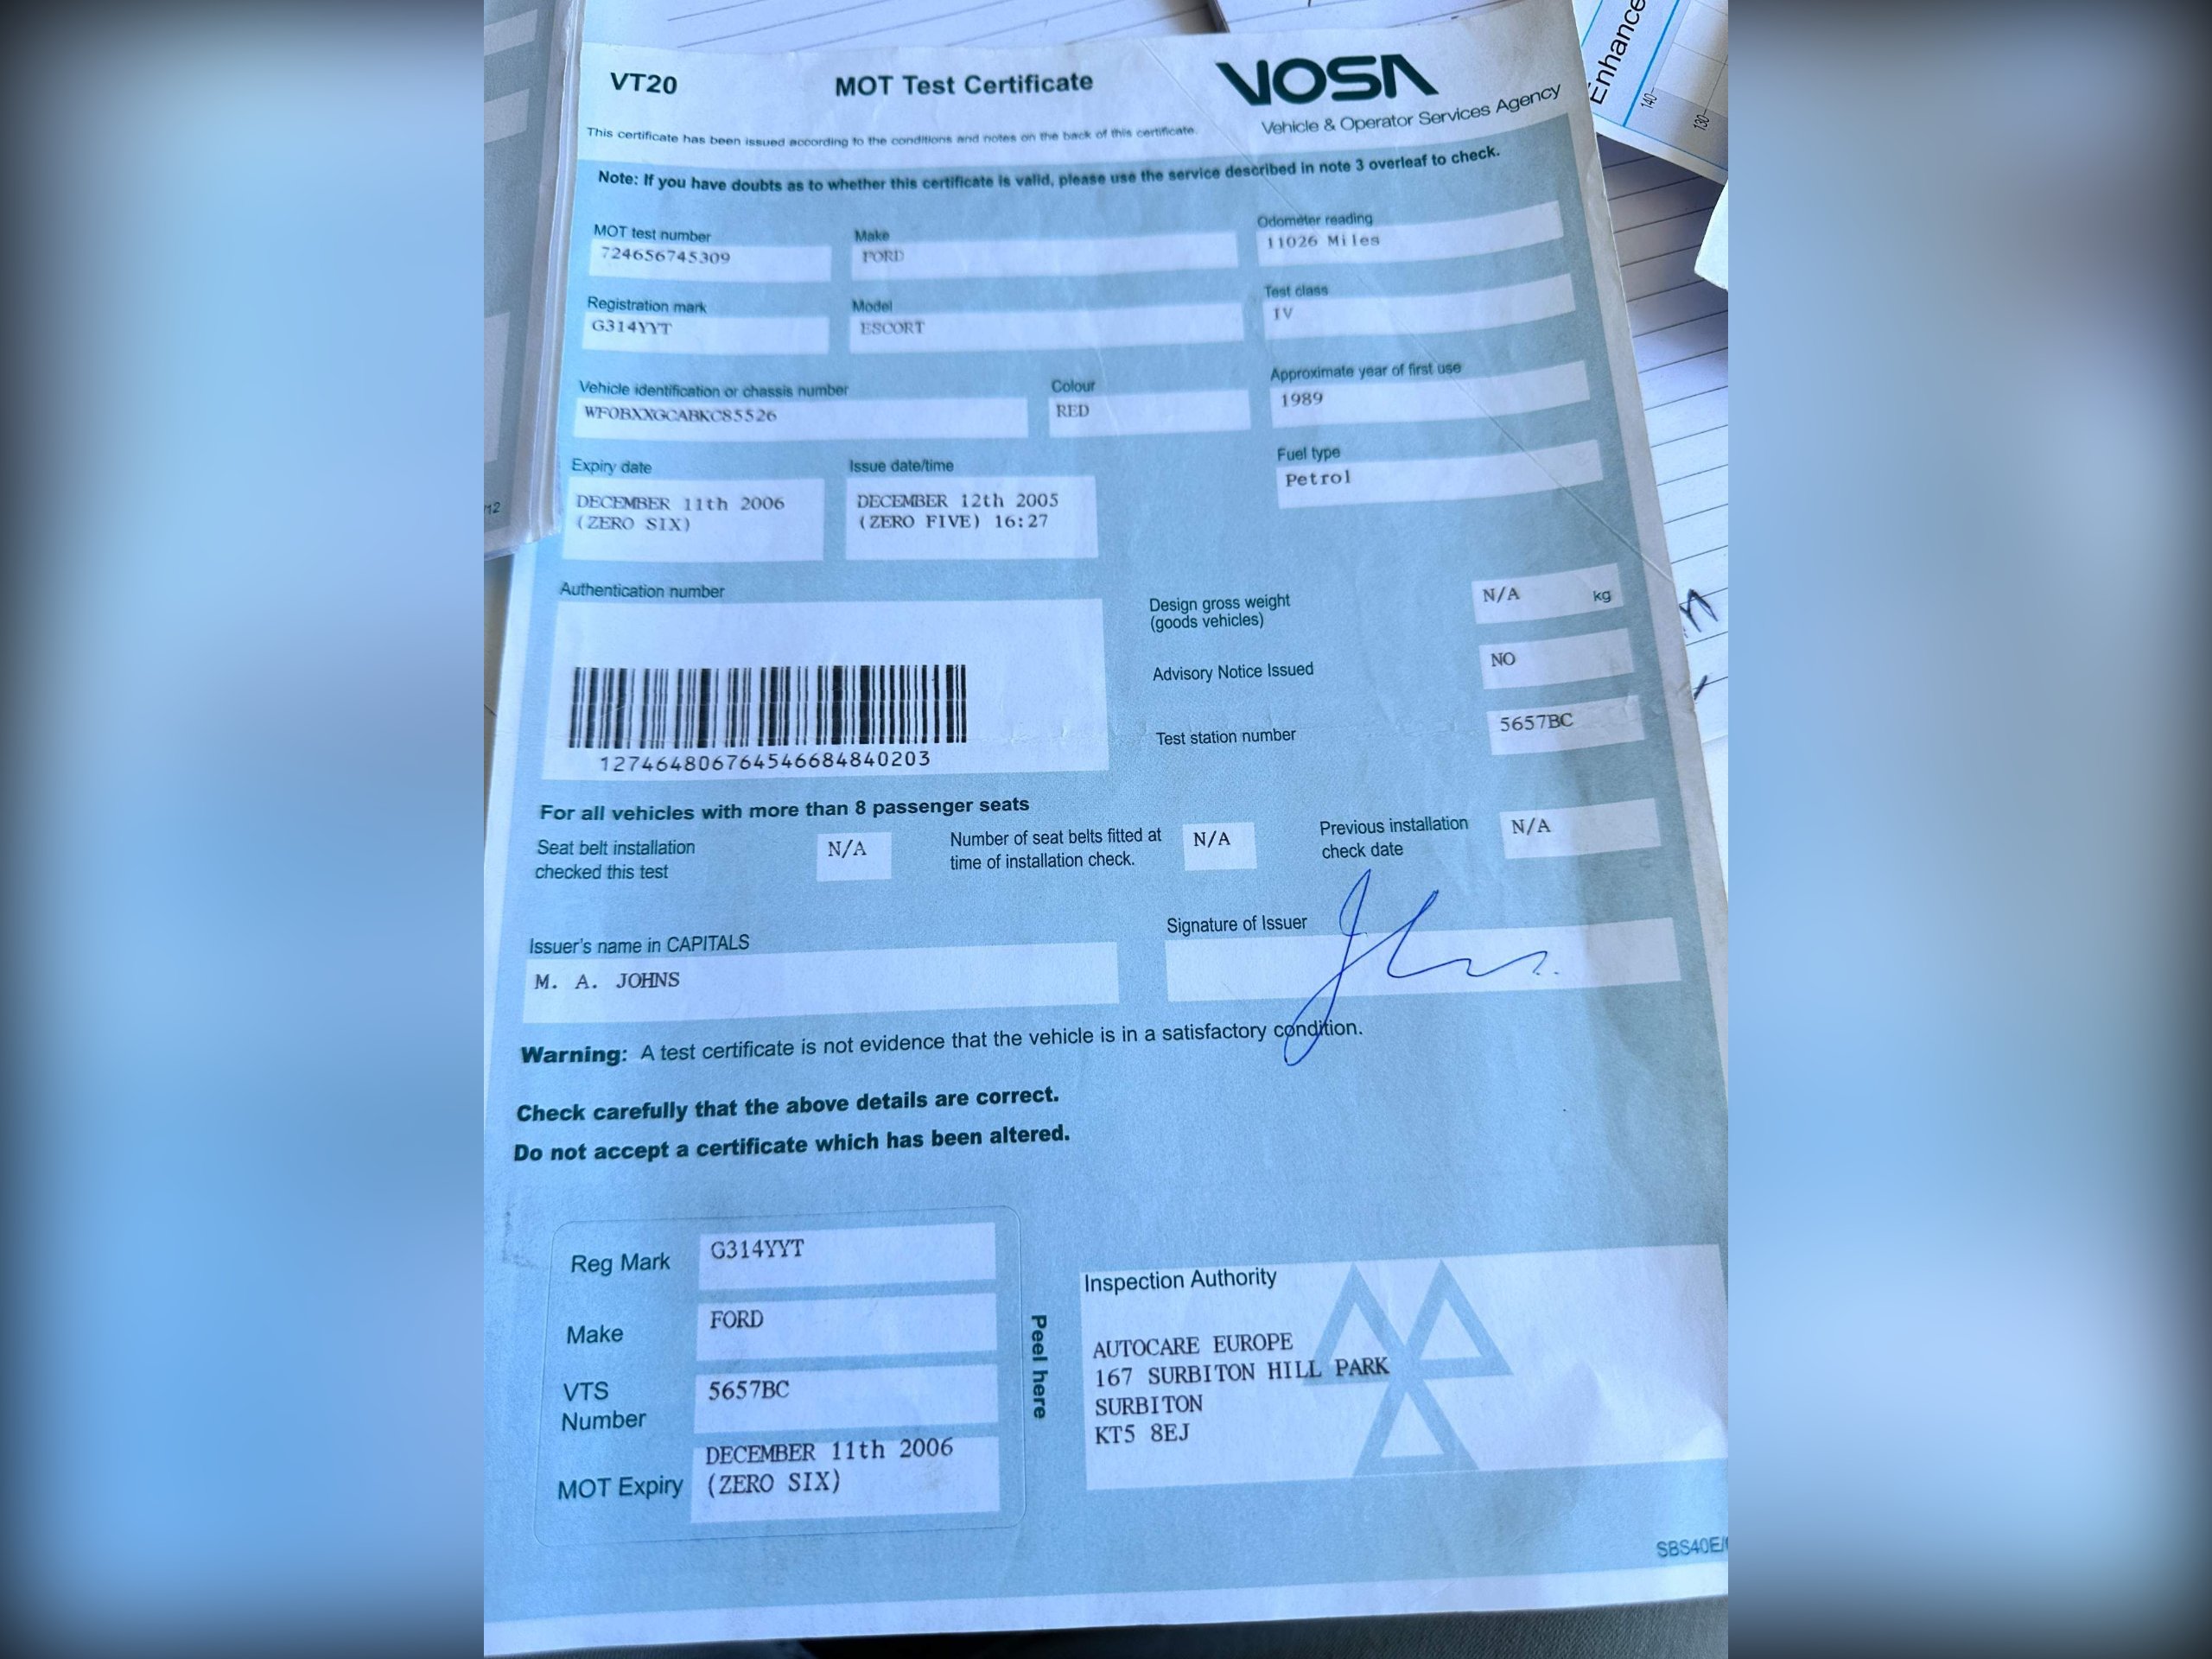 VT20
MOT Test Certificate
VOSA
Vehicle & Operator Services Agency
This certificate has been issued according to the conditions and notes on the back of this certificate.
Note: If you have doubts as to whether this certificate is valid, please use the service described in note 3 overleaf to check.
MOT test number
724656745309
Make
FORD
Odometer reading
11026 Miles
Registration mark
G314YYT
Model
ESCORT
Test class
IV
Vehicle identification or chassis number
WF0BXXGCABKC85526
Colour
RED
Approximate year of first use
1989
Expiry date
DECEMBER 11th 2006
(ZERO SIX)
Issue date/time
DECEMBER 12th 2005
(ZERO FIVE) 16:27
Fuel type
Petrol
Authentication number
127464806764546684840203
Design gross weight
(goods vehicles)
N/A kg
Advisory Notice Issued
NO
Test station number
5657BC
For all vehicles with more than 8 passenger seats
Seat belt installation
checked this test
N/A
Number of seat belts fitted at
time of installation check.
N/A
Previous installation
check date
N/A
Issuer's name in CAPITALS
M. A. JOHNS
Signature of Issuer
Warning: A test certificate is not evidence that the vehicle is in a satisfactory condition.
Check carefully that the above details are correct.
Do not accept a certificate which has been altered.
Reg Mark
G314YYT
Make
FORD
VTS
Number
5657BC
MOT Expiry
DECEMBER 11th 2006
(ZERO SIX)
Peel here
Inspection Authority
AUTOCARE EUROPE
167 SURBITON HILL PARK
SURBITON
KT5 8EJ
SBS40E/
Enhance
140
130
12